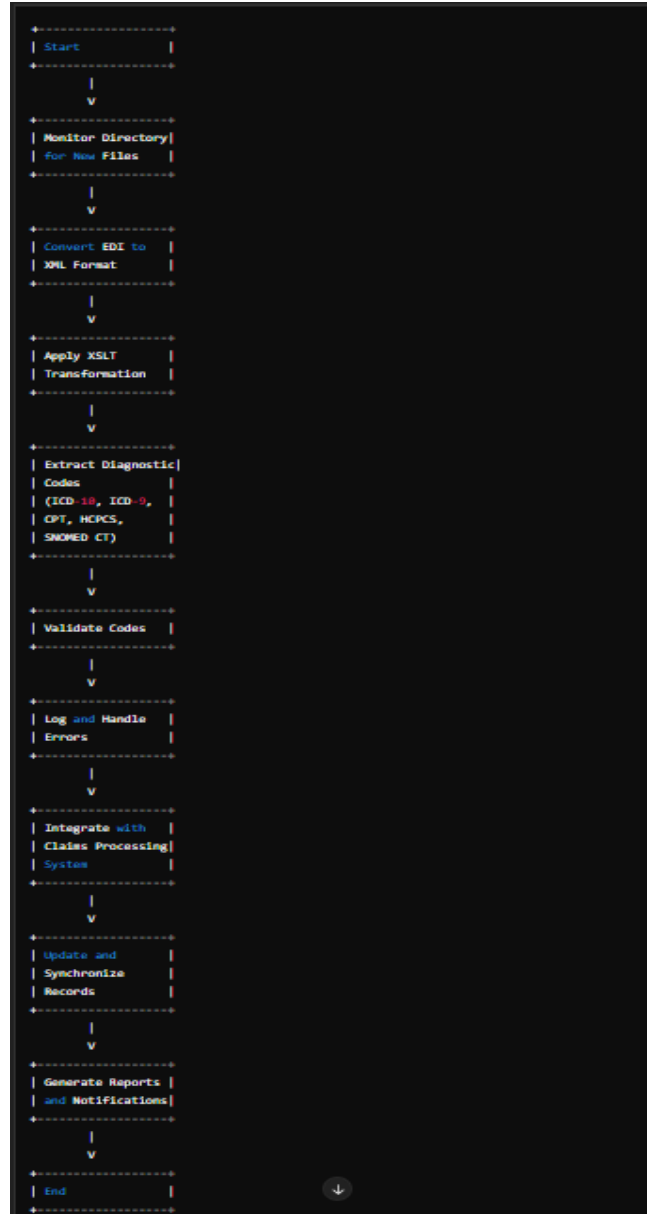 +------------------+
| Start            |
+------------------+
        |
        v
+------------------+
| Monitor Directory|
| for New Files    |
+------------------+
        |
        v
+------------------+
| Convert EDI to   |
| XML Format       |
+------------------+
        |
        v
+------------------+
| Apply XSLT       |
| Transformation   |
+------------------+
        |
        v
+------------------+
| Extract Diagnostic|
| Codes            |
| (ICD-10, ICD-9,  |
| CPT, HCPCS,      |
| SNOMED CT)       |
+------------------+
        |
        v
+------------------+
| Validate Codes   |
+------------------+
        |
        v
+------------------+
| Log and Handle   |
| Errors           |
+------------------+
        |
        v
+------------------+
| Integrate with   |
| Claims Processing|
| System           |
+------------------+
        |
        v
+------------------+
| Update and       |
| Synchronize      |
| Records          |
+------------------+
        |
        v
+------------------+
| Generate Reports |
| and Notifications|
+------------------+
        |
        v
+------------------+
| End              |
+------------------+